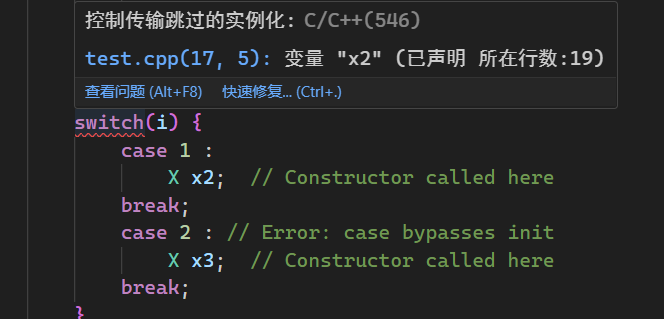 控制传输跳过的实例化: C/C++(546)
test.cpp(17, 5): 变量 "x2" (已声明 所在行数:19)
查看问题 (Alt+F8) 快速修复... (Ctrl+.)
switch(i) {
case 1 :
X x2;  // Constructor called here
break;
case 2 : // Error: case bypasses init
X x3;  // Constructor called here
break;
}